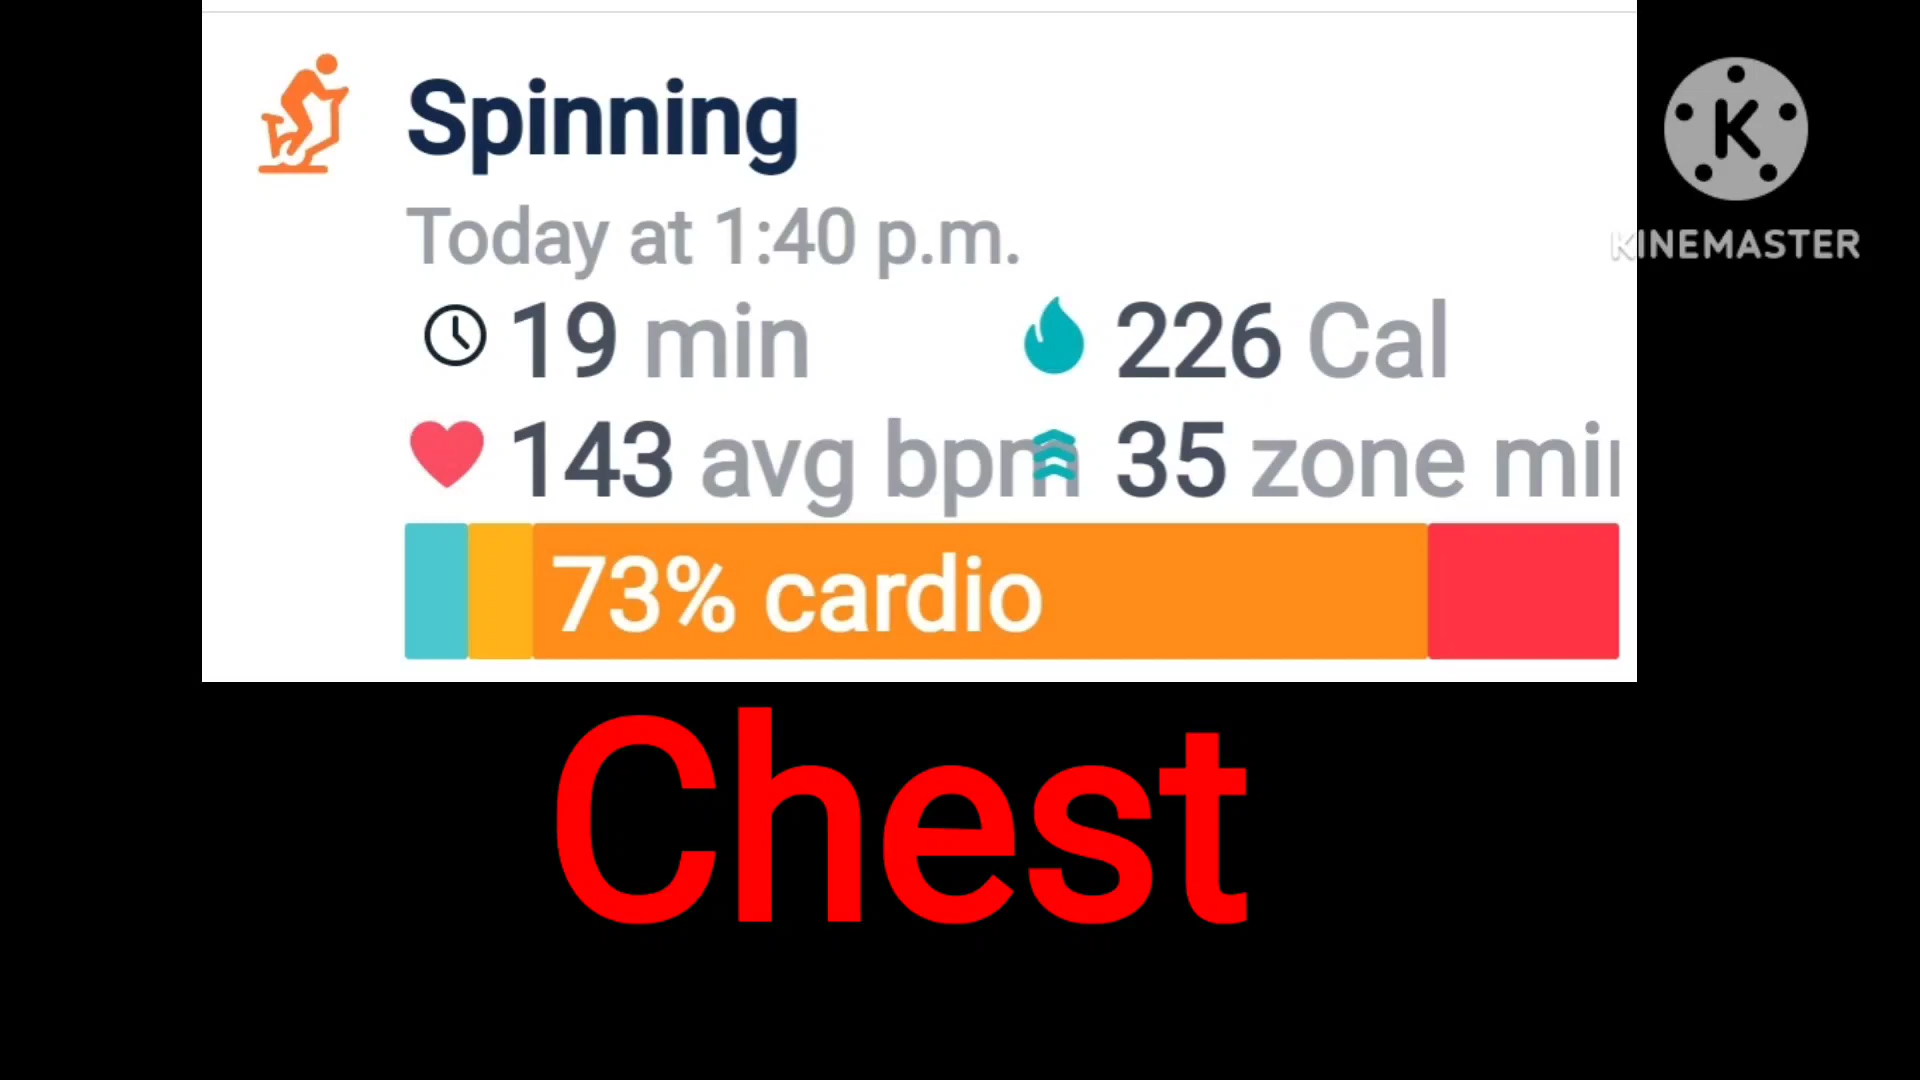 Spinning
Today at 1:40 p.m.
19 min
226 Cal
143 avg bpm
35 zone
73% cardio
Chest
K
KINEMASTER